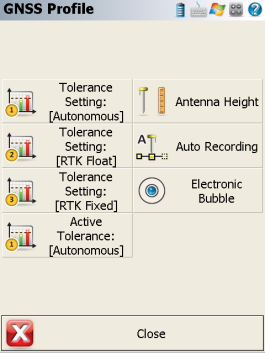 GNSS Profile
Tolerance
Setting:
[Autonomous]
Antenna Height
Tolerance
Setting:
[RTK Float]
Auto Recording
Tolerance
Setting:
[RTK Fixed]
Electronic
Bubble
Active
Tolerance:
[Autonomous]
Close